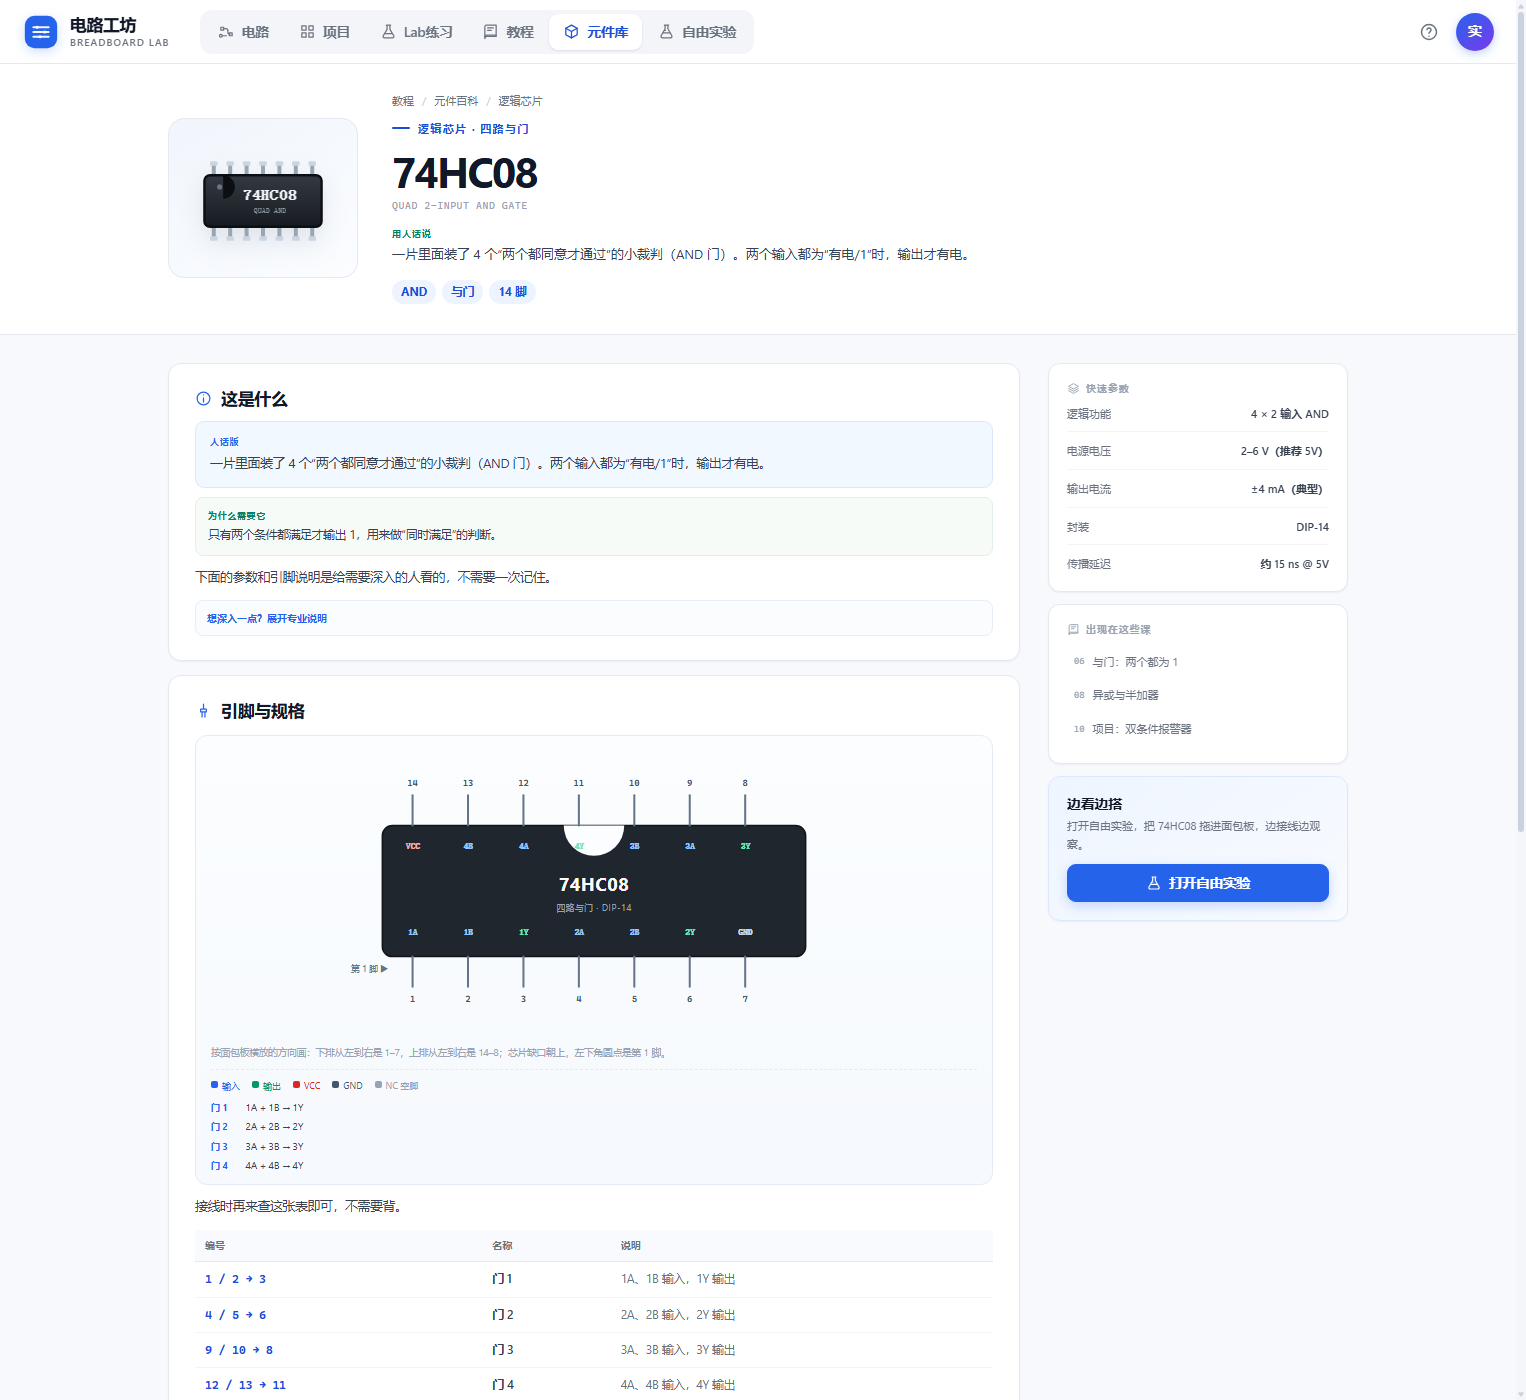 电路工坊
BREADBOARD LAB
电路
项目
Lab练习
教程
元件库
自由实验
实
教程 / 元件百科 / 逻辑芯片
逻辑芯片 · 四路与门
74HC08
QUAD 2-INPUT AND GATE
用人话说
一片里面装了 4 个"两个都同意才通过"的小裁判（AND 门）。两个输入都为"有电/1"时，输出才有电。
AND
与门
14 脚
74HC08
QUAD AND
这是什么
人话版
一片里面装了 4 个"两个都同意才通过"的小裁判（AND 门）。两个输入都为"有电/1"时，输出才有电。
为什么需要它
只有两个条件都满足才输出 1，用来做"同时满足"的判断。
下面的参数和引脚说明是给需要深入的人看的，不需要一次记住。
想深入一点？展开专业说明
引脚与规格
14 13 12 11 10 9 8
VCC 4B 4A 4Y 3B 3A 3Y
74HC08
四路与门 · DIP-14
1A 1B 1Y 2A 2B 2Y GND
第 1 脚 ▶
1 2 3 4 5 6 7
按面包板横放的方向画：下排从左到右是 1–7，上排从左到右是 14–8；芯片缺口朝上，左下角圆点是第 1 脚。
输入 输出 VCC GND NC 空脚
门 1 1A + 1B → 1Y
门 2 2A + 2B → 2Y
门 3 3A + 3B → 3Y
门 4 4A + 4B → 4Y
接线时再来查这张表即可，不需要背。
编号 名称 说明
1 / 2 → 3 门 1 1A、1B 输入，1Y 输出
4 / 5 → 6 门 2 2A、2B 输入，2Y 输出
9 / 10 → 8 门 3 3A、3B 输入，3Y 输出
12 / 13 → 11 门 4 4A、4B 输入，4Y 输出
快速参数
逻辑功能 4 × 2 输入 AND
电源电压 2–6 V（推荐 5V）
输出电流 ±4 mA（典型）
封装 DIP-14
传播延迟 约 15 ns @ 5V
出现在这些课
06 与门：两个都为 1
08 异或与半加器
10 项目：双条件报警器
边看边搭
打开自由实验，把 74HC08 拖进面包板，边接线边观
察。
打开自由实验